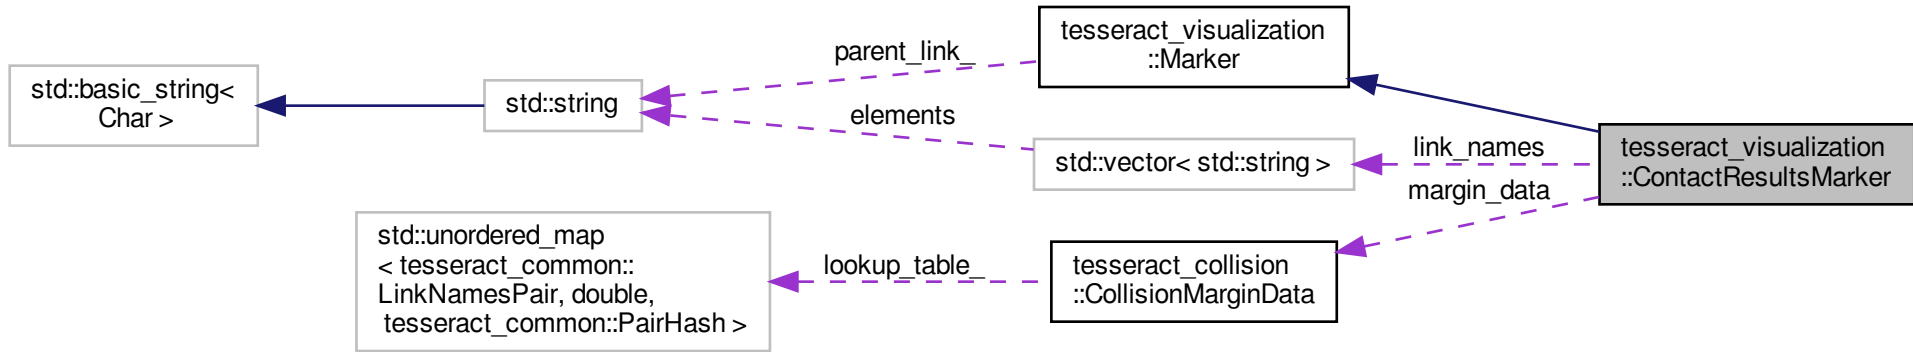 std::basic_string<
Char >
std::string
parent_link_
elements
tesseract_visualization
::Marker
std::vector< std::string >
link_names
margin_data
tesseract_visualization
::ContactResultsMarker
std::unordered_map
< tesseract_common::
LinkNamesPair, double,
tesseract_common::PairHash >
lookup_table_
tesseract_collision
::CollisionMarginData